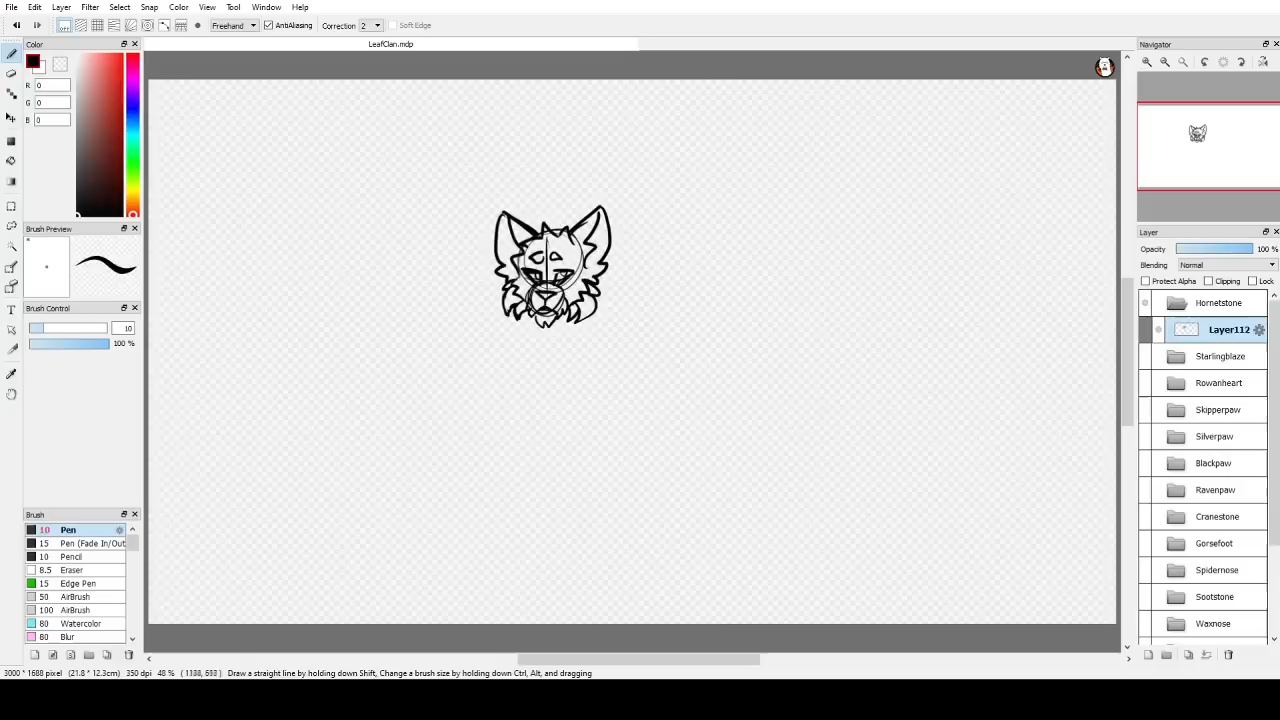 File Edit Layer Filter Select Snap Color View Tool Window Help
OFF Freehand AntiAliasing Correction 2 Soft Edge
Color
LeafClan.mdp
Navigator
R 0
G 0
B 0
Brush Preview
Layer
Opacity 100 %
Blending Normal
Protect Alpha Clipping Lock
Hornetstone
Layer112
Starlingblaze
Rowanheart
Skipperpaw
Silverpaw
Blackpaw
Ravenpaw
Cranestone
Gorsefoot
Spidernose
Sootstone
Waxnose
Brush Control
10
100 %
Brush
10 Pen
15 Pen (Fade In/Out
10 Pencil
8.5 Eraser
15 Edge Pen
50 AirBrush
100 AirBrush
80 Watercolor
80 Blur
3000 * 1688 pixel (21.8 * 12.3cm) 350 dpi 48 % Draw a straight line by holding down Shift, Change a brush size by holding down Ctrl, Alt, and dragging